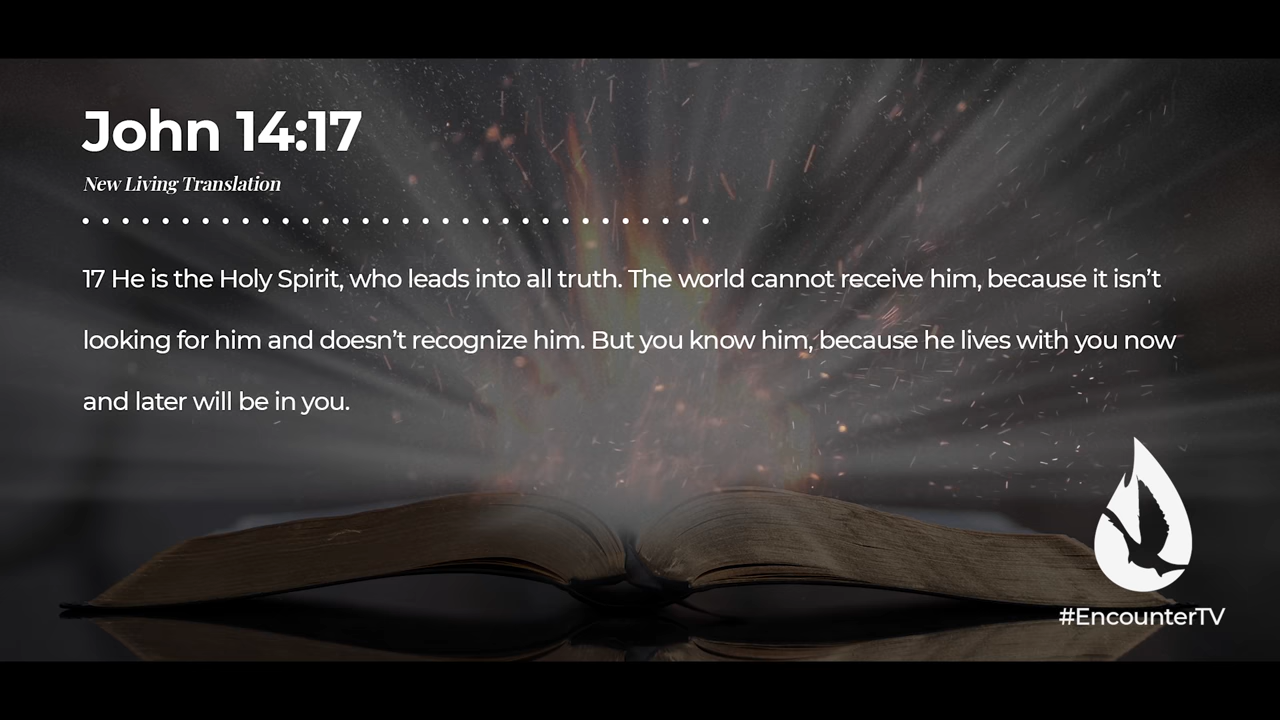 John 14:17
New Living Translation
17 He is the Holy Spirit, who leads into all truth. The world cannot receive him, because it isn’t
looking for him and doesn’t recognize him. But you know him, because he lives with you now
and later will be in you.
#EncounterTV